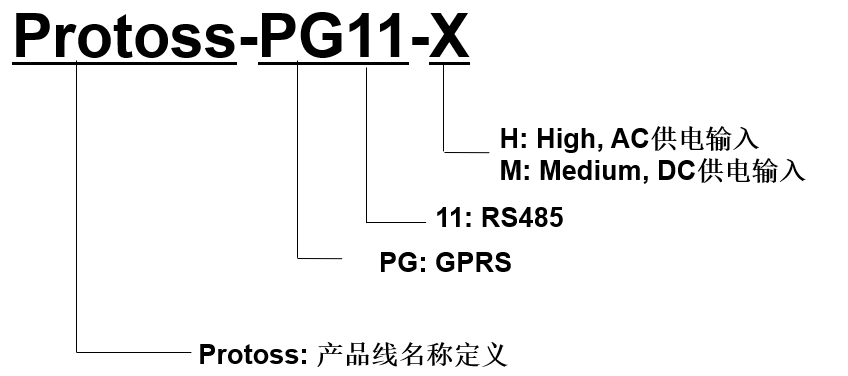 Protoss-PG11-X
H: High, AC供电输入
M: Medium, DC供电输入
11: RS485
PG: GPRS
Protoss: 产品线名称定义